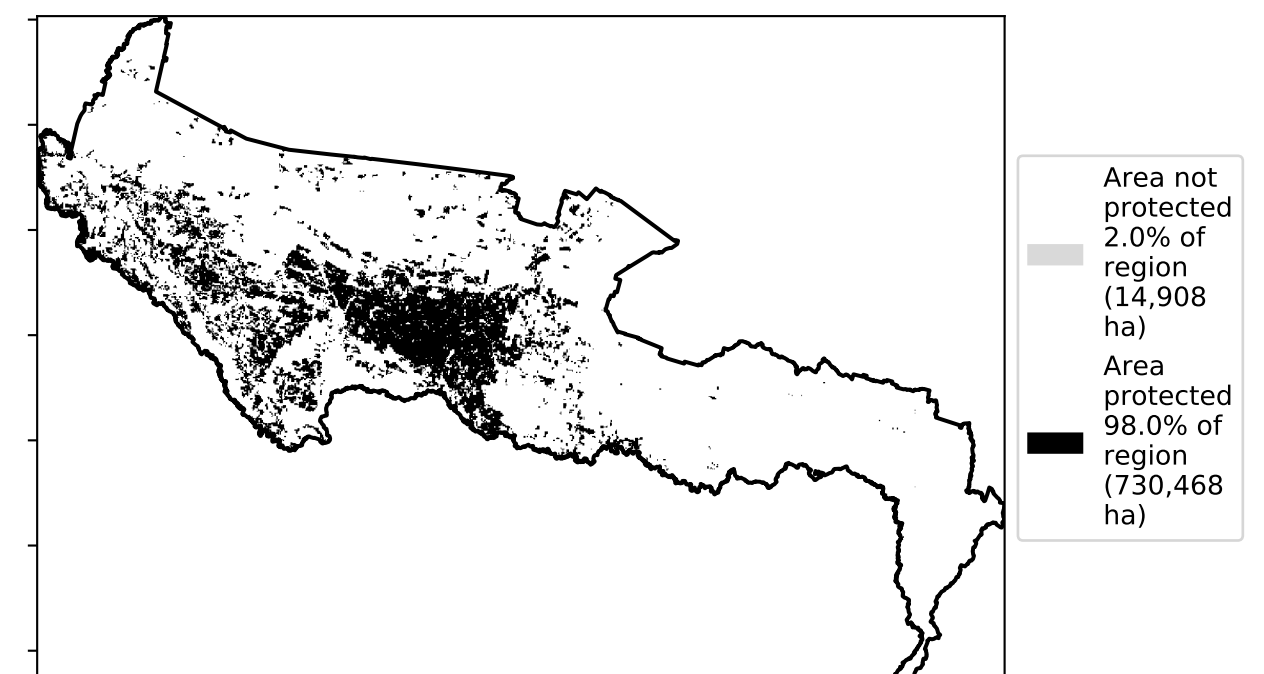 Area not
protected
2.0% of
region
(14,908
ha)
Area
protected
98.0% of
region
(730,468
ha)